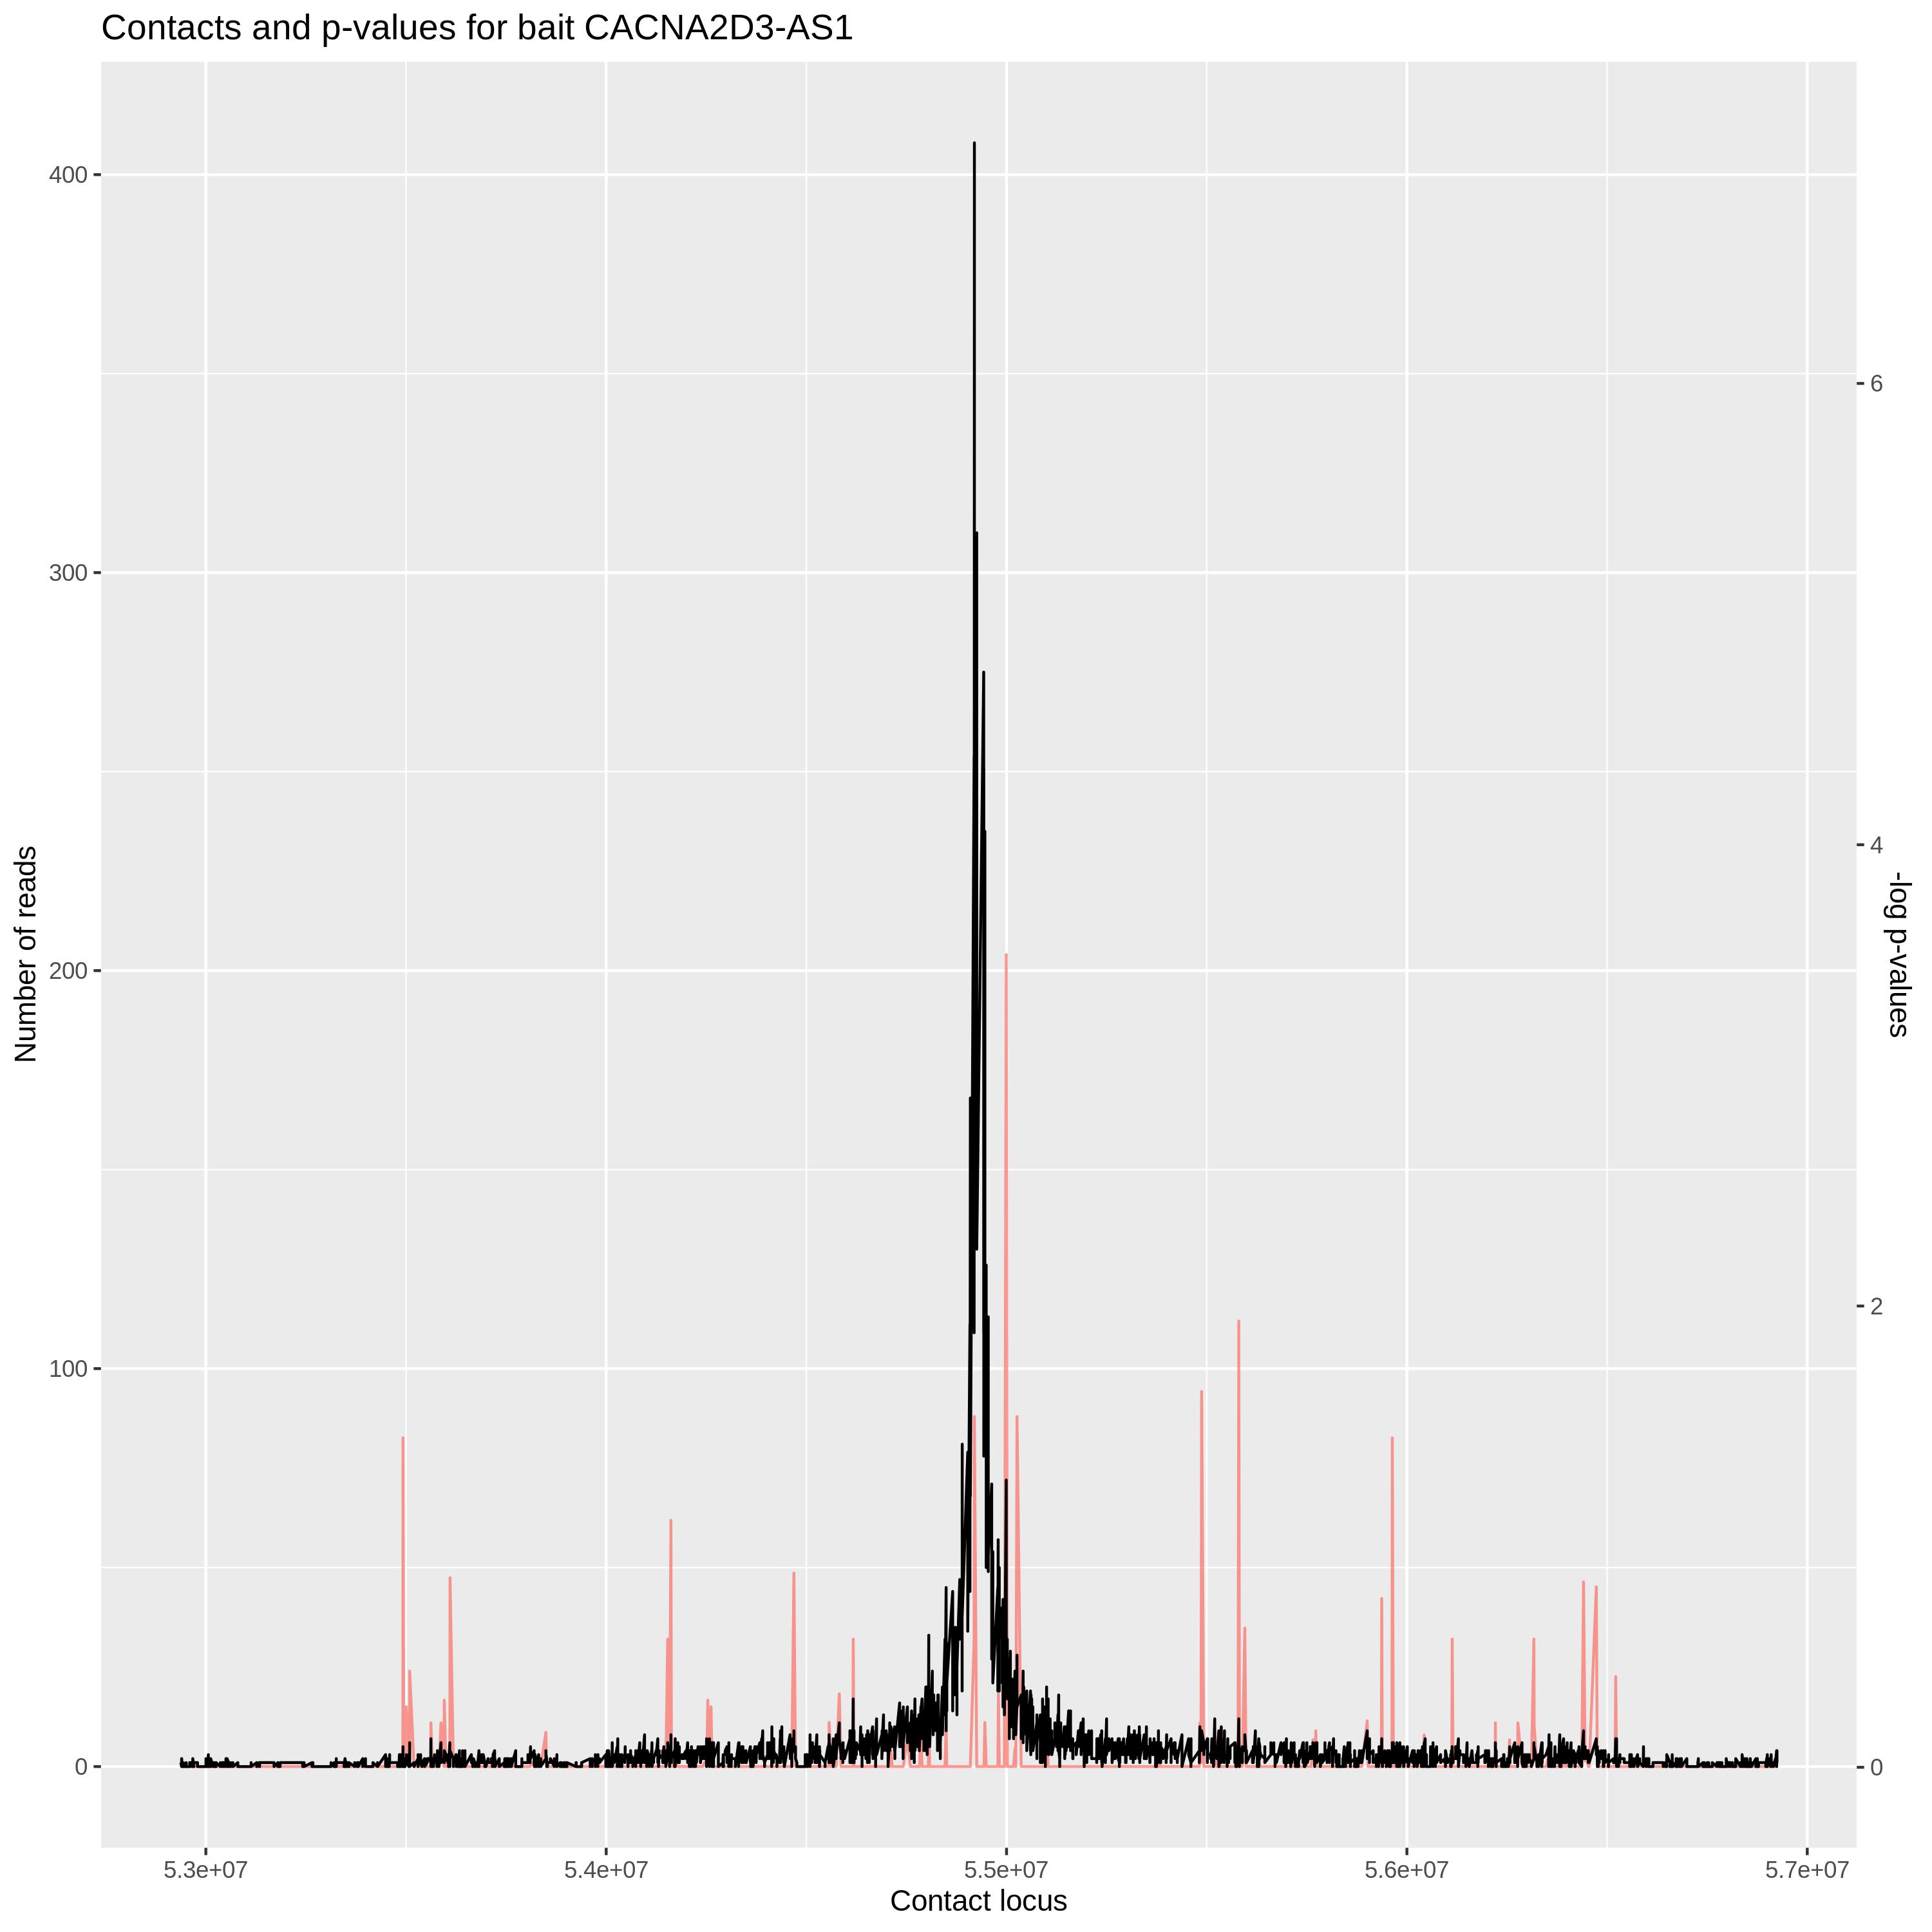 Contacts and p-values for bait CACNA2D3-AS1
400
300
200
100
0
Number of reads
6
4
2
0
-log p-values
5.3e+07 5.4e+07 5.5e+07 5.6e+07 5.7e+07
Contact locus